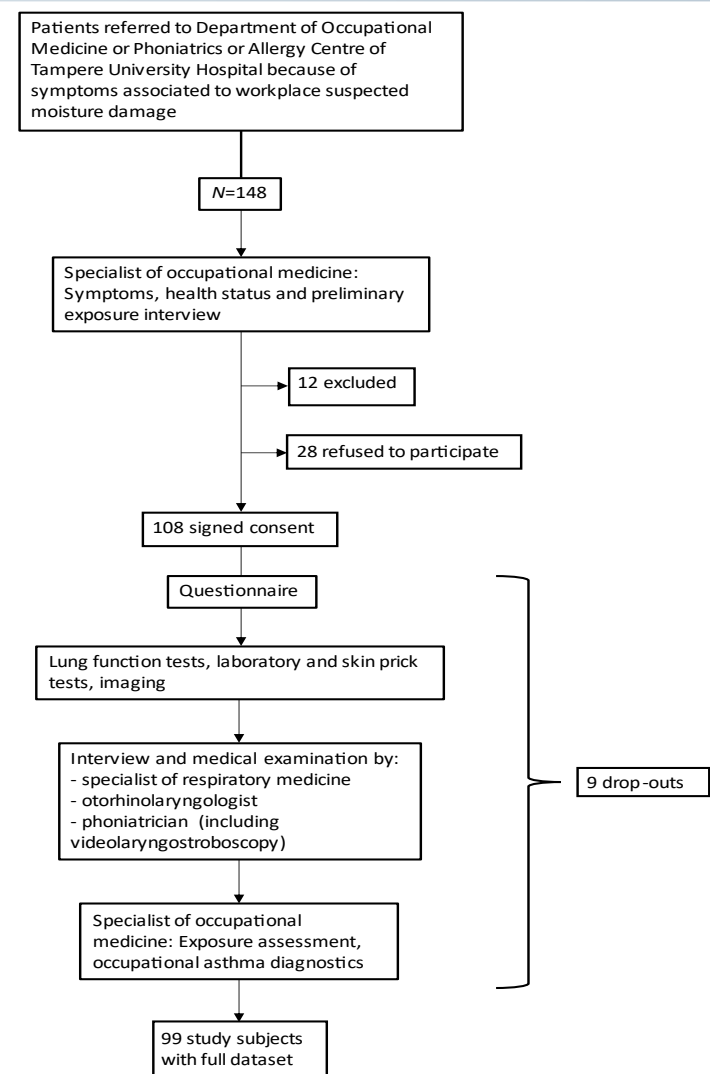 Patients referred to Department of Occupational
Medicine or Phoniatrics or Allergy Centre of
Tampere University Hospital because of
symptoms associated to workplace suspected
moisture damage
N=148
Specialist of occupational medicine:
Symptoms, health status and preliminary
exposure interview
12 excluded
28 refused to participate
108 signed consent
Questionnaire
Lung function tests, laboratory and skin prick
tests, imaging
Interview and medical examination by:
- specialist of respiratory medicine
- otorhinolaryngologist
- phoniatrician (including
videolaryngostroboscopy)
9 drop-outs
Specialist of occupational
medicine: Exposure assessment,
occupational asthma diagnostics
99 study subjects
with full dataset